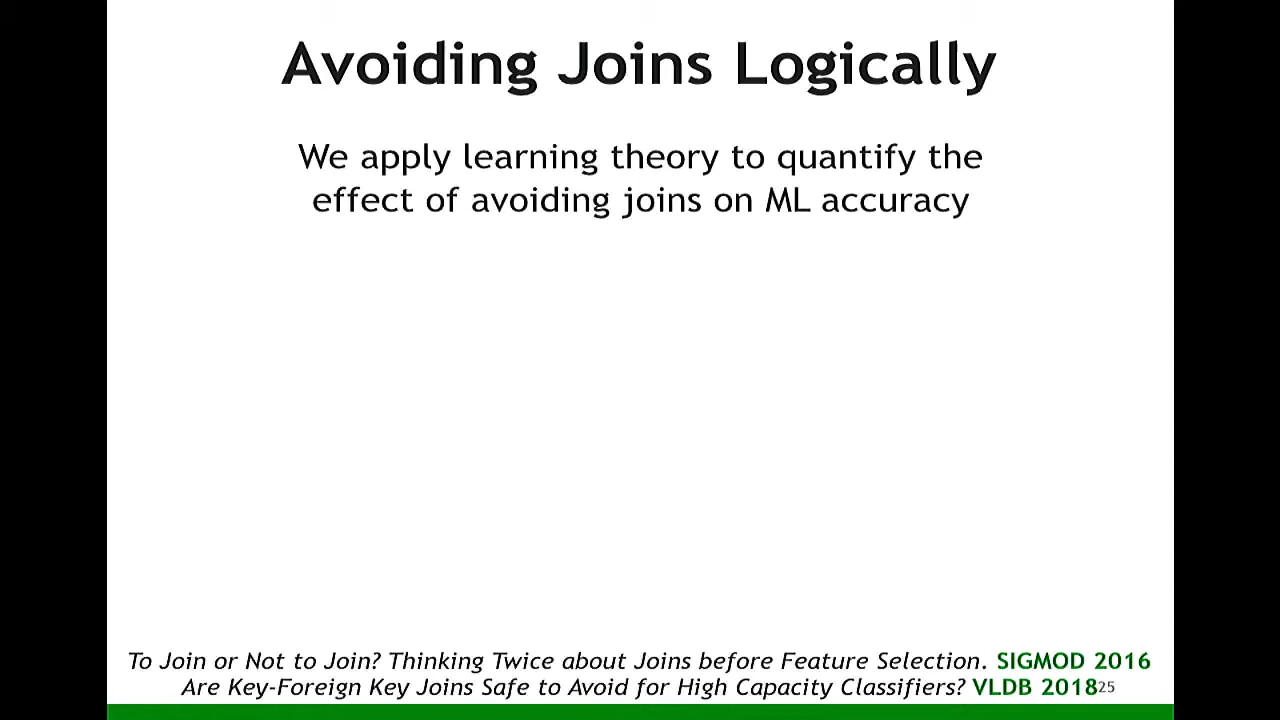 Avoiding Joins Logically
We apply learning theory to quantify the
effect of avoiding joins on ML accuracy
To Join or Not to Join? Thinking Twice about Joins before Feature Selection. SIGMOD 2016
Are Key-Foreign Key Joins Safe to Avoid for High Capacity Classifiers? VLDB 2018 25